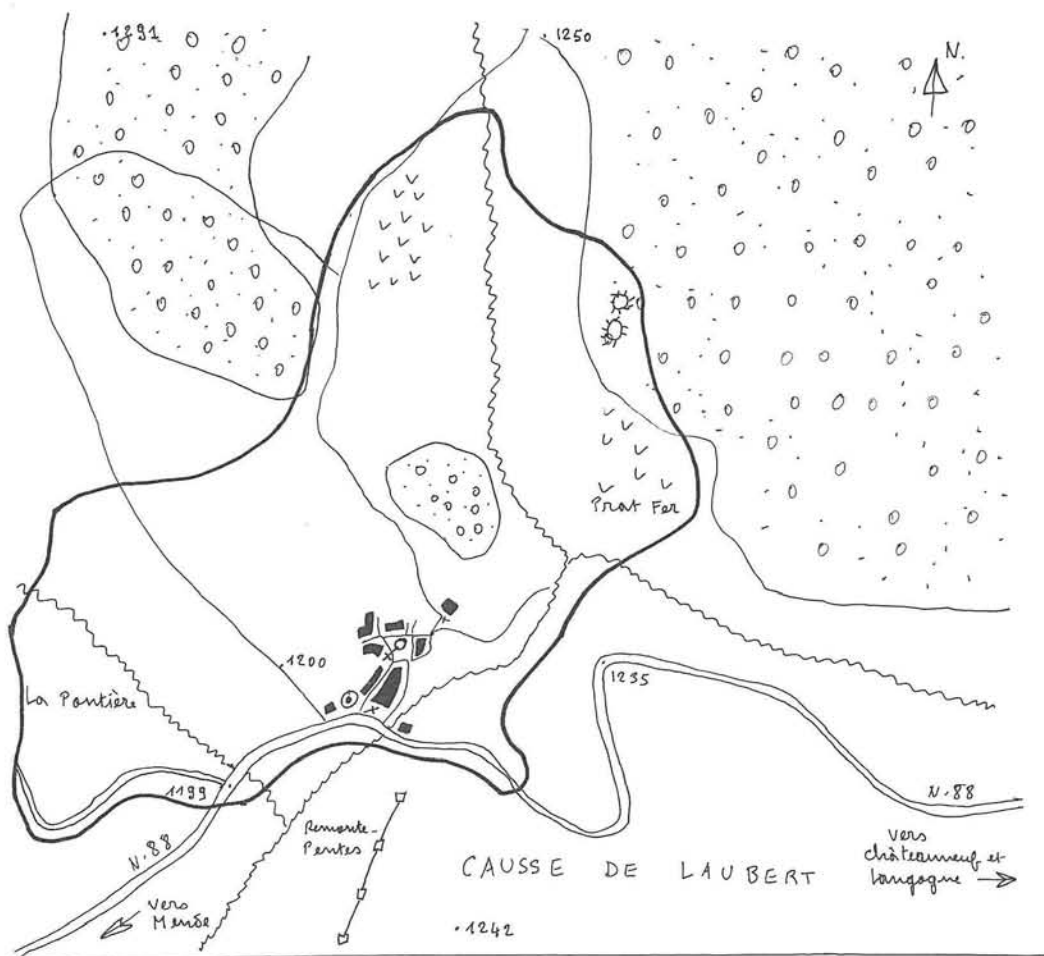 .1291
.1250
N.
Prat Fer
.1200
1235
La Pontière
1199
N.88
N.88
Remonte-
Pentes
CAUSSE DE LAUBERT
vers
châteauneuf et
Langogne
vers
Mende
.1242